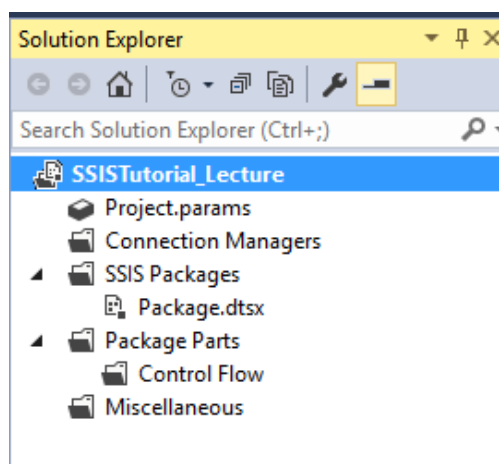 Solution Explorer
Search Solution Explorer (Ctrl+;)
SSISTutorial_Lecture
Project.params
Connection Managers
SSIS Packages
Package.dtsx
Package Parts
Control Flow
Miscellaneous